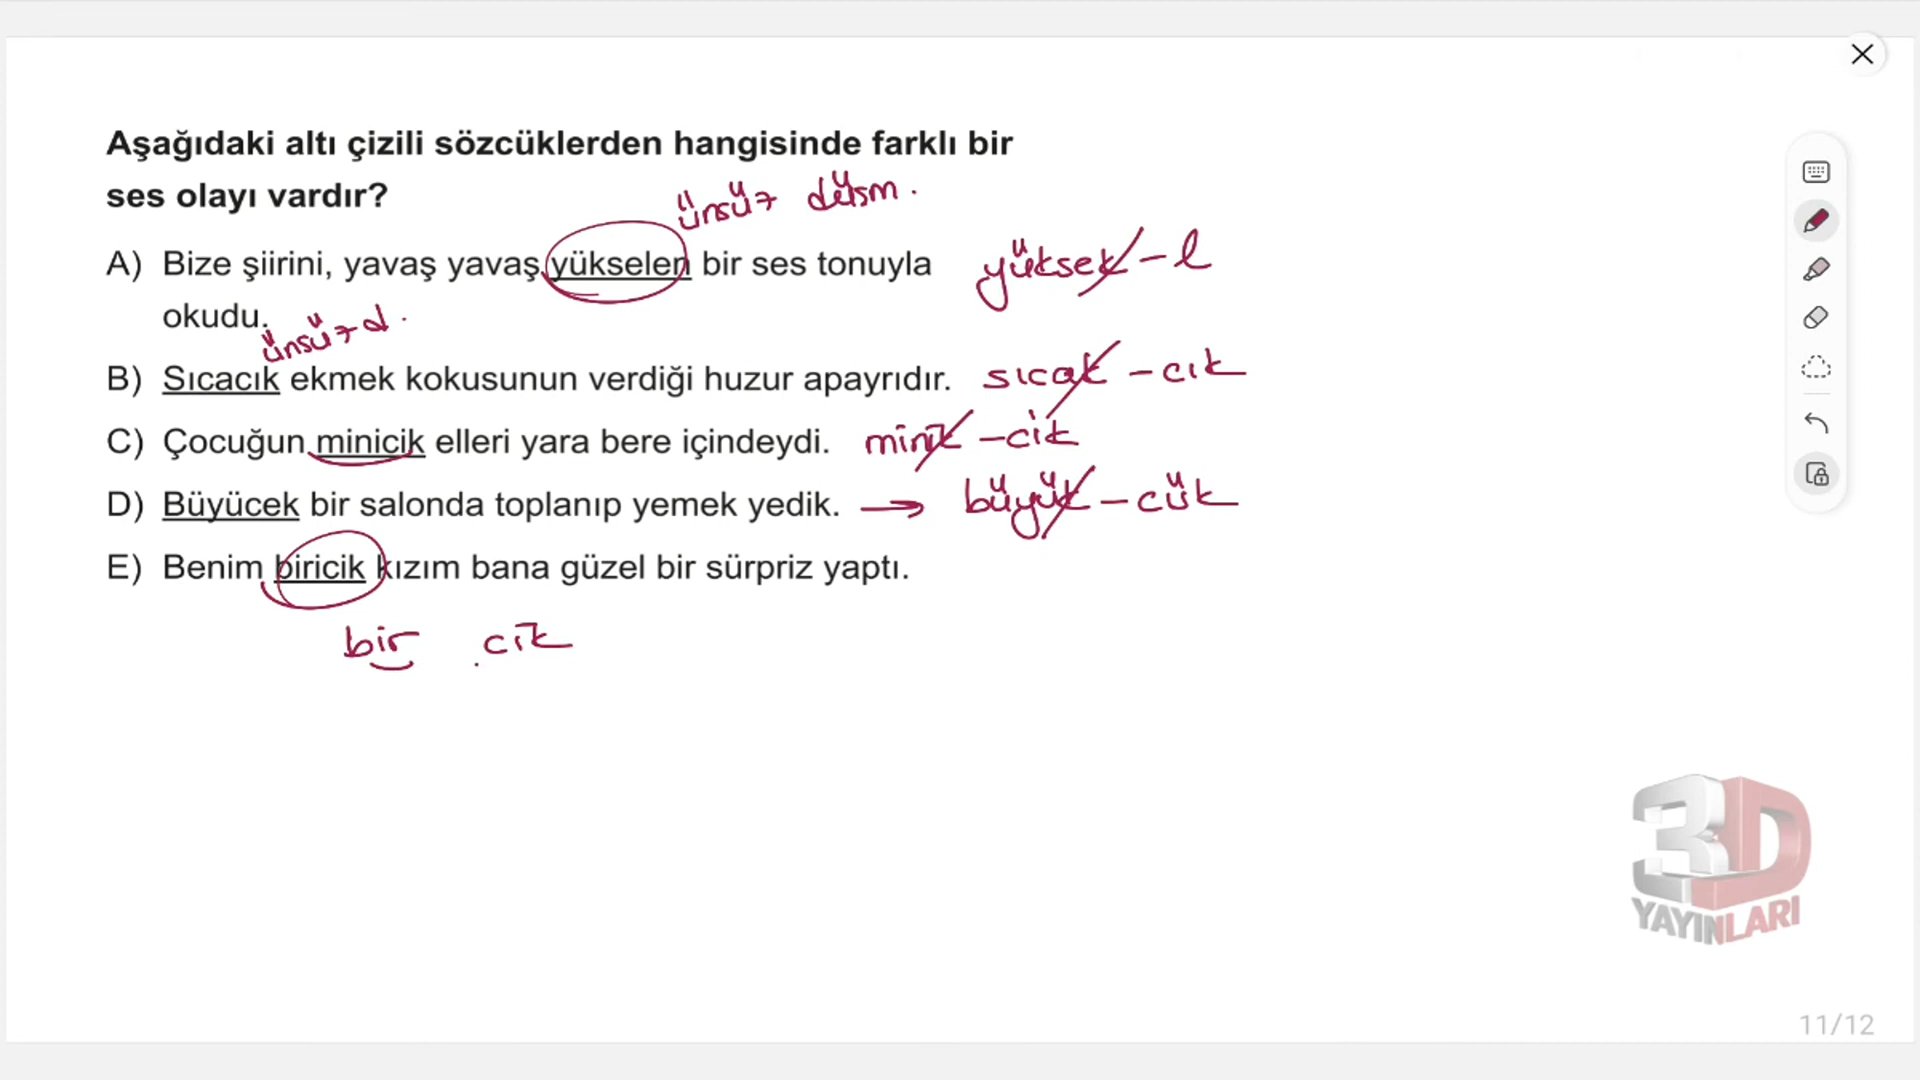 Aşağıdaki altı çizili sözcüklerden hangisinde farklı bir
ses olayı vardır?
ünsüz düşm.
A) Bize şiirini, yavaş yavaş yükselen bir ses tonuyla
okudu.
yüksek - l
ünsüz d.
B) Sıcacık ekmek kokusunun verdiği huzur apayrıdır.
sıcak - cık
C) Çocuğun minicik elleri yara bere içindeydi.
minik - cik
D) Büyücek bir salonda toplanıp yemek yedik.
→ büyük - cük
E) Benim biricik kızım bana güzel bir sürpriz yaptı.
bir cik
3D
YAYINLARI
11/12